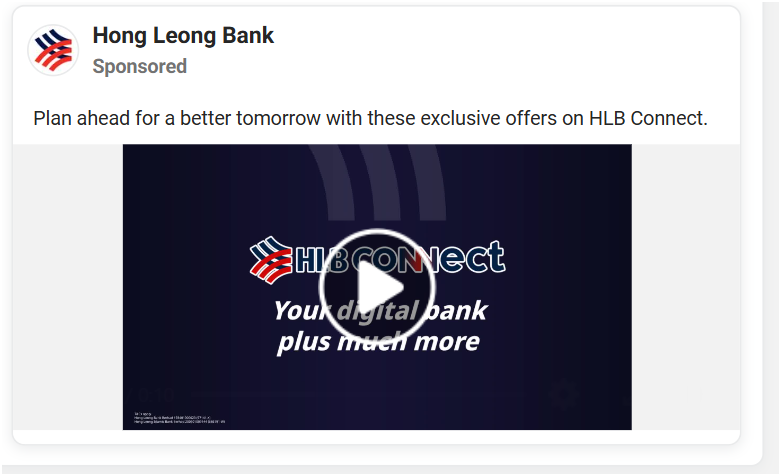 Hong Leong Bank
Sponsored
Plan ahead for a better tomorrow with these exclusive offers on HLB Connect.
HLBCONNECT
Your digital bank
plus much more